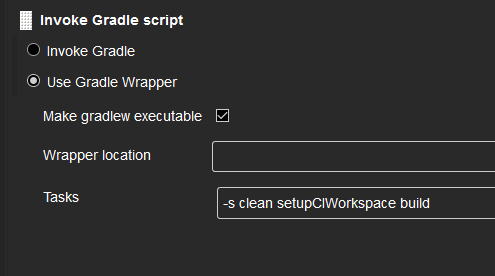 Invoke Gradle script
Invoke Gradle
Use Gradle Wrapper
Make gradlew executable
Wrapper location
Tasks
-s clean setupCIWorkspace build